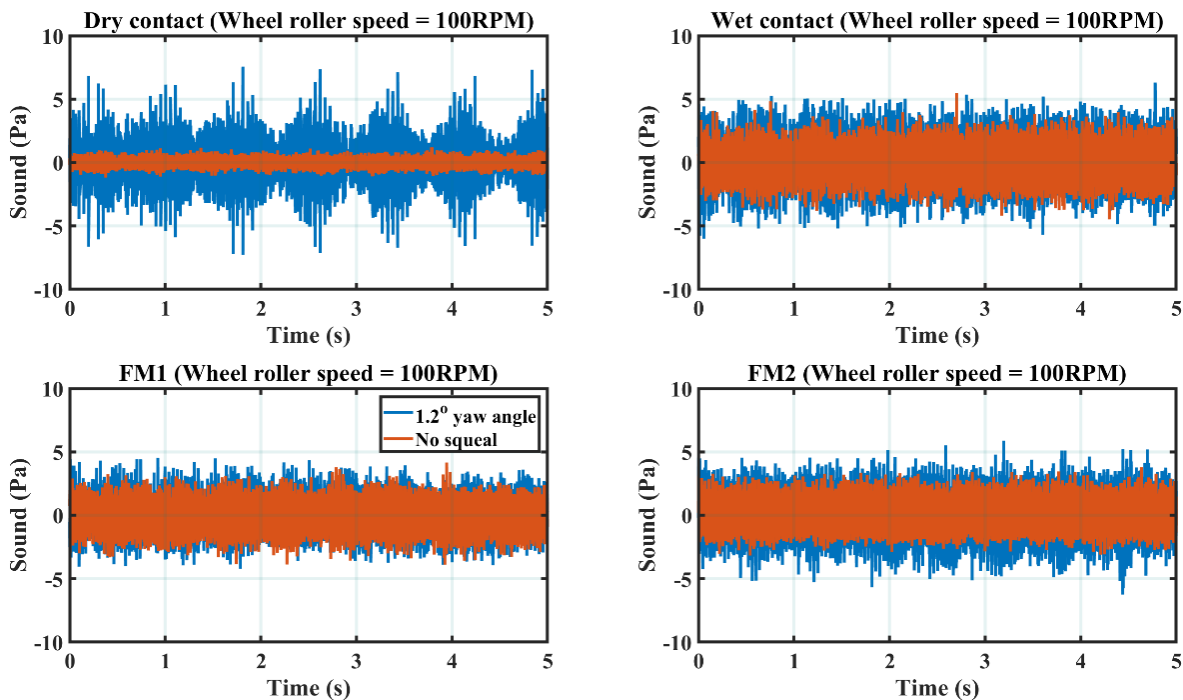 Dry contact (Wheel roller speed = 100RPM)
10
5
0
-5
-10
Sound (Pa)
0 1 2 3 4 5
Time (s)
Wet contact (Wheel roller speed = 100RPM)
10
5
0
-5
-10
Sound (Pa)
0 1 2 3 4 5
Time (s)
FM1 (Wheel roller speed = 100RPM)
10
5
0
-5
-10
Sound (Pa)
1.2° yaw angle
No squeal
0 1 2 3 4 5
Time (s)
FM2 (Wheel roller speed = 100RPM)
10
5
0
-5
-10
Sound (Pa)
0 1 2 3 4 5
Time (s)